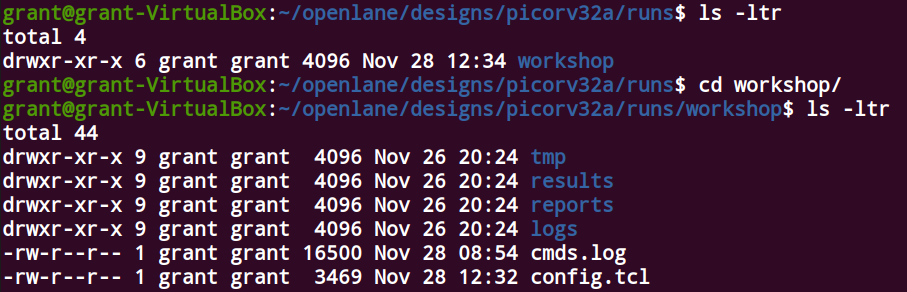 grant@grant-VirtualBox:~/openlane/designs/picorv32a/runs$ ls -ltr
total 4
drwxr-xr-x 6 grant grant 4096 Nov 28 12:34 workshop
grant@grant-VirtualBox:~/openlane/designs/picorv32a/runs$ cd workshop/
grant@grant-VirtualBox:~/openlane/designs/picorv32a/runs/workshop$ ls -ltr
total 44
drwxr-xr-x 9 grant grant  4096 Nov 26 20:24 tmp
drwxr-xr-x 9 grant grant  4096 Nov 26 20:24 results
drwxr-xr-x 9 grant grant  4096 Nov 26 20:24 reports
drwxr-xr-x 9 grant grant  4096 Nov 26 20:24 logs
-rw-r--r-- 1 grant grant 16500 Nov 28 08:54 cmds.log
-rw-r--r-- 1 grant grant  3469 Nov 28 12:32 config.tcl